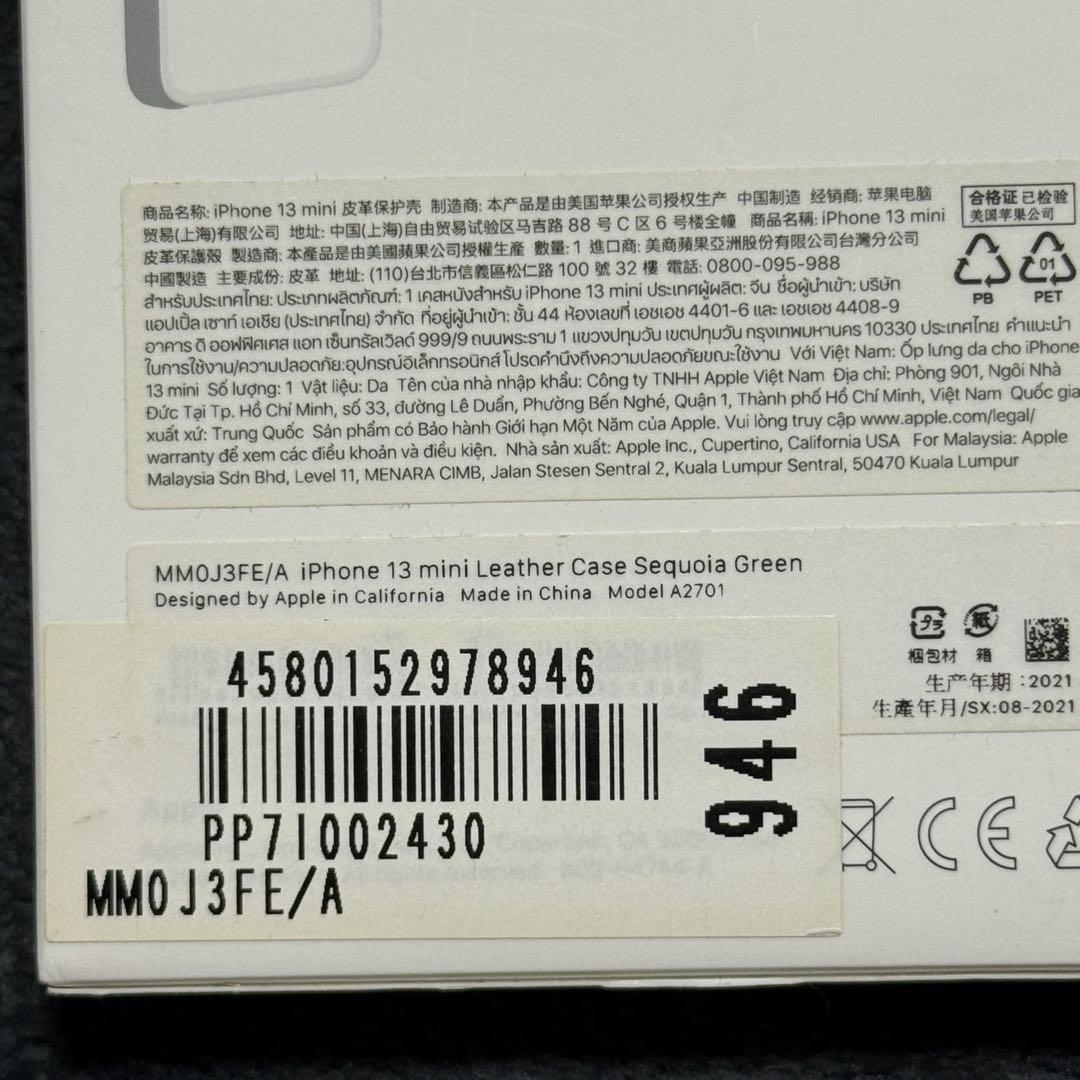 商品名称: iPhone 13 mini 皮革保护壳 制造商: 本产品是由美国苹果公司授权生产 中国制造 经销商: 苹果电脑
贸易(上海)有限公司 地址: 中国(上海)自由贸易试验区马吉路 88 号 C 区 6 号楼全幢 商品名稱: iPhone 13 mini
皮革保護殼 製造商: 本產品是由美國蘋果公司授權生產 數量: 1 進口商: 美商蘋果亞洲股份有限公司台灣分公司
中國製造 主要成份: 皮革 地址: (110)台北市信義區松仁路 100 號 32 樓 電話: 0800-095-988
สำหรับประเทศไทย: ประเภทผลิตภัณฑ์: 1 เคสหนังสำหรับ iPhone 13 mini ประเทศผู้ผลิต: จีน ชื่อผู้นำเข้า: บริษัท
แอปเปิ้ล เซาท์ เอเชีย (ประเทศไทย) จำกัด ที่อยู่ผู้นำเข้า: ชั้น 44 ห้องเลขที่ เอชเอช 4401-6 และ เอชเอช 4408-9
อาคาร ดิ ออฟฟิศเศส แอท เซ็นทรัลเวิลด์ 999/9 ถนนพระราม 1 แขวงปทุมวัน เขตปทุมวัน กรุงเทพมหานคร 10330 ประเทศไทย คำแนะนำ
ในการใช้งาน/ความปลอดภัย:อุปกรณ์อิเล็กทรอนิกส์ โปรดคำนึงถึงความปลอดภัยขณะใช้งาน Với Việt Nam: Ốp lưng da cho iPhone
13 mini Số lượng: 1 Vật liệu: Da Tên của nhà nhập khẩu: Công ty TNHH Apple Việt Nam Địa chỉ: Phòng 901, Ngôi Nhà
Đức Tại Tp. Hồ Chí Minh, số 33, đường Lê Duẩn, Phường Bến Nghé, Quận 1, Thành phố Hồ Chí Minh, Việt Nam Quốc gia
xuất xứ: Trung Quốc Sản phẩm có Bảo hành Giới hạn Một Năm của Apple. Vui lòng truy cập www.apple.com/legal/
warranty để xem các điều khoản và điều kiện. Nhà sản xuất: Apple Inc., Cupertino, California USA For Malaysia: Apple
Malaysia Sdn Bhd, Level 11, MENARA CIMB, Jalan Stesen Sentral 2, Kuala Lumpur Sentral, 50470 Kuala Lumpur
合格证 已检验
美国苹果公司
01
PB PET
MM0J3FE/A iPhone 13 mini Leather Case Sequoia Green
Designed by Apple in California Made in China Model A2701
プラ 紙
梱包材 箱
生产年期 :2021
生產年月/SX:08-2021
4580152978946
946
PP7I002430
MM0J3FE/A
CE